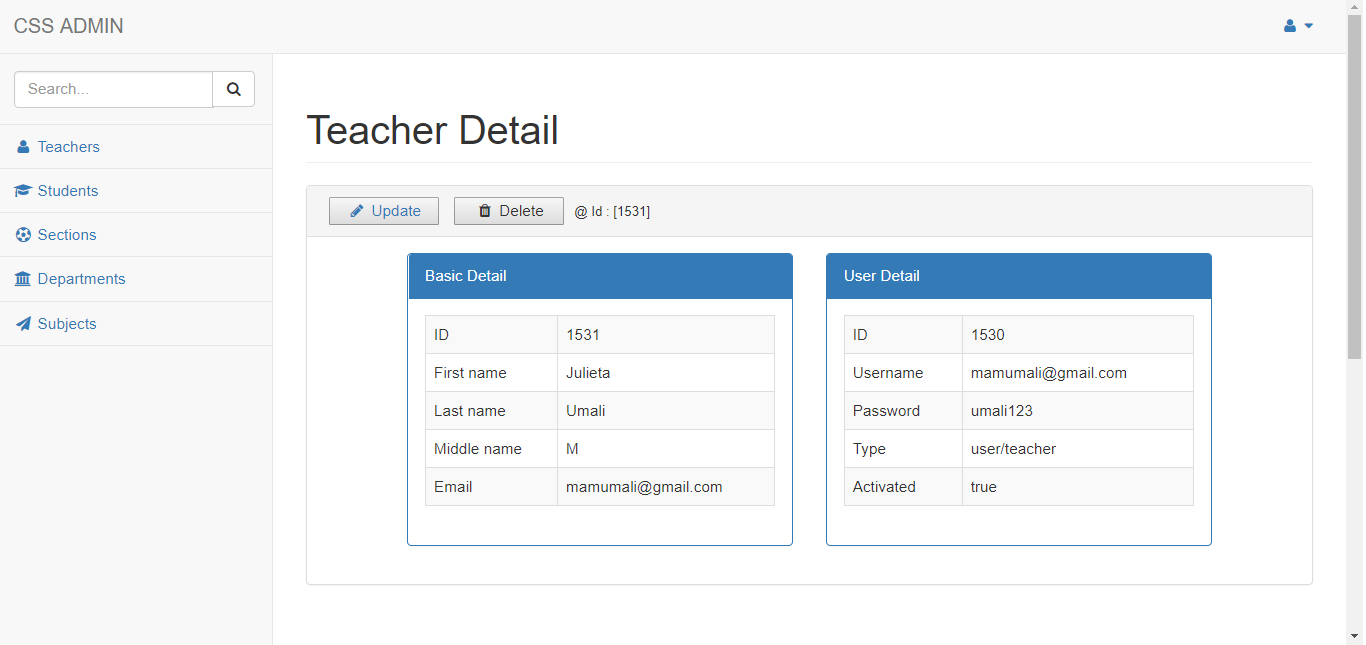 CSS ADMIN
Search...
Teachers
Students
Sections
Departments
Subjects
Teacher Detail
Update Delete @ Id : [1531]
Basic Detail
ID 1531
First name Julieta
Last name Umali
Middle name M
Email mamumali@gmail.com
User Detail
ID 1530
Username mamumali@gmail.com
Password umali123
Type user/teacher
Activated true